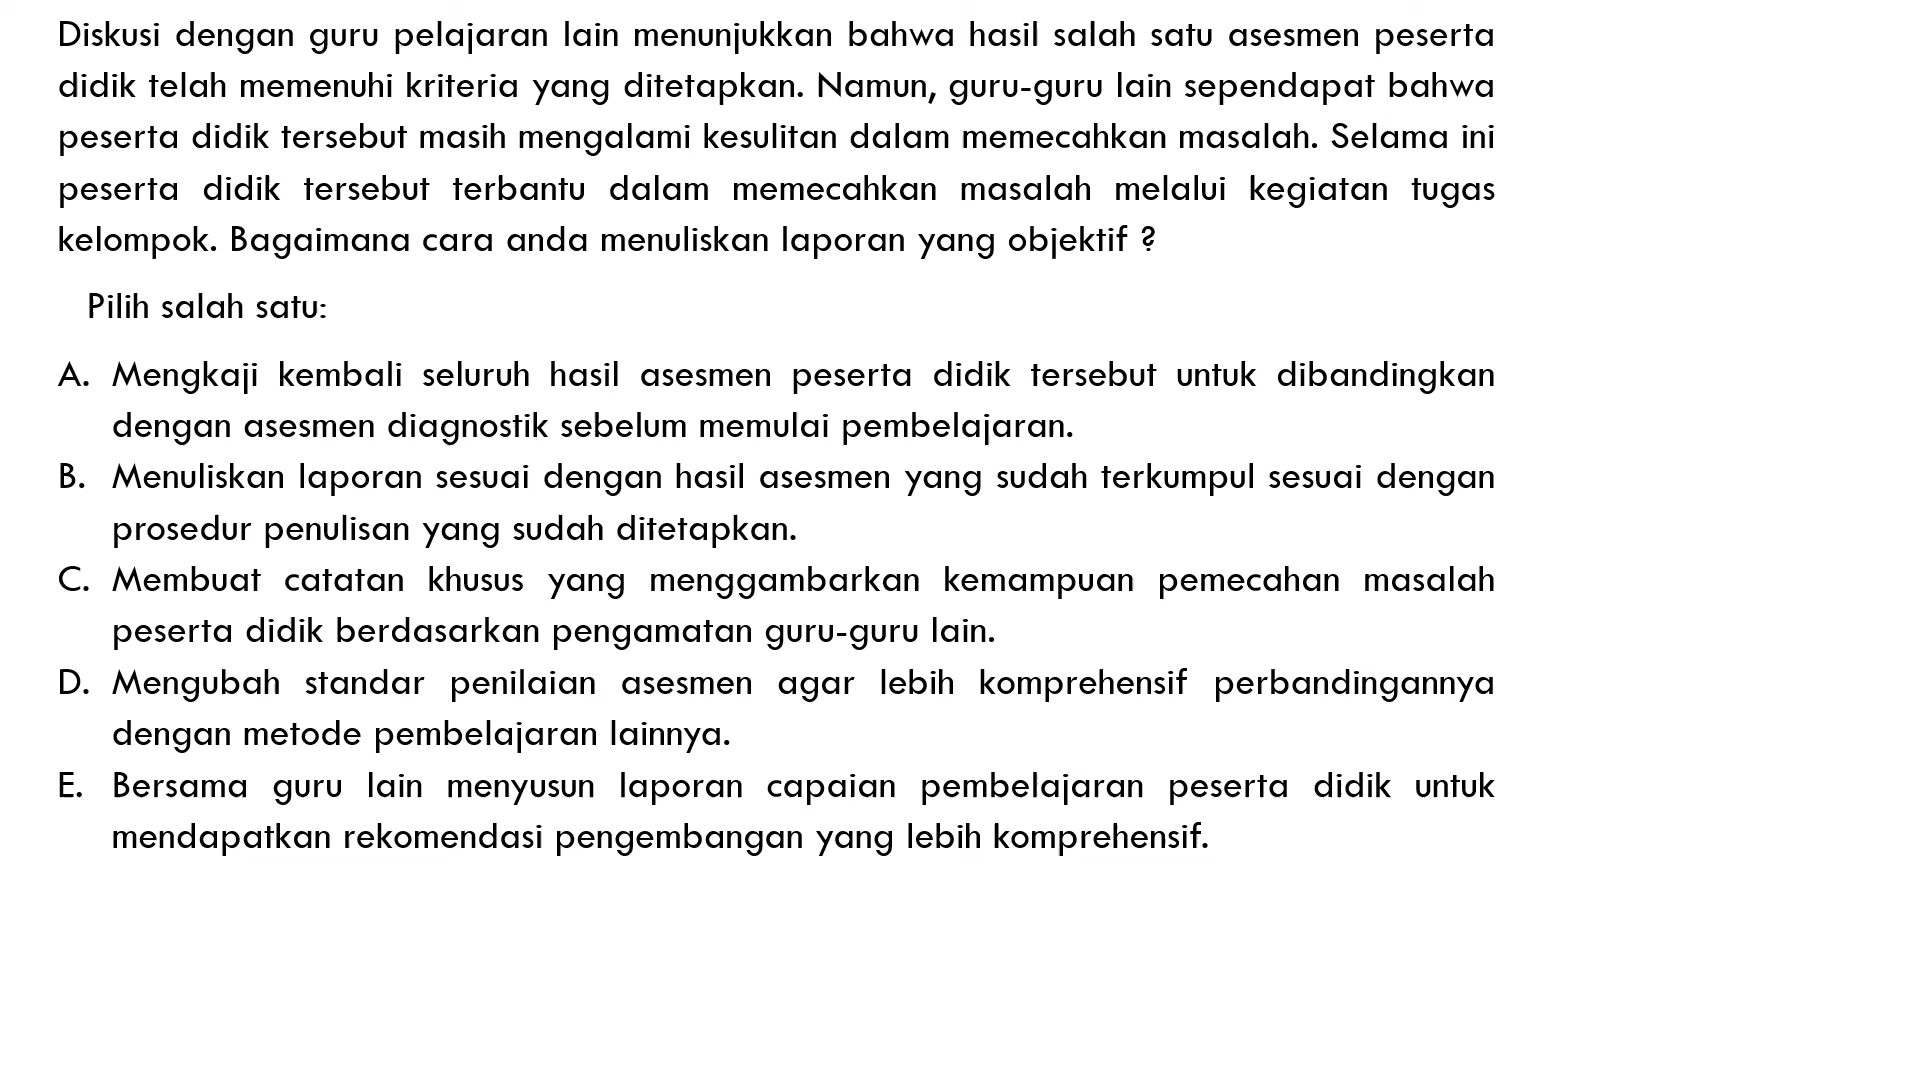 Diskusi dengan guru pelajaran lain menunjukkan bahwa hasil salah satu asesmen peserta
didik telah memenuhi kriteria yang ditetapkan. Namun, guru-guru lain sependapat bahwa
peserta didik tersebut masih mengalami kesulitan dalam memecahkan masalah. Selama ini
peserta didik tersebut terbantu dalam memecahkan masalah melalui kegiatan tugas
kelompok. Bagaimana cara anda menuliskan laporan yang objektif ?
Pilih salah satu:
A. Mengkaji kembali seluruh hasil asesmen peserta didik tersebut untuk dibandingkan
dengan asesmen diagnostik sebelum memulai pembelajaran.
B. Menuliskan laporan sesuai dengan hasil asesmen yang sudah terkumpul sesuai dengan
prosedur penulisan yang sudah ditetapkan.
C. Membuat catatan khusus yang menggambarkan kemampuan pemecahan masalah
peserta didik berdasarkan pengamatan guru-guru lain.
D. Mengubah standar penilaian asesmen agar lebih komprehensif perbandingannya
dengan metode pembelajaran lainnya.
E. Bersama guru lain menyusun laporan capaian pembelajaran peserta didik untuk
mendapatkan rekomendasi pengembangan yang lebih komprehensif.